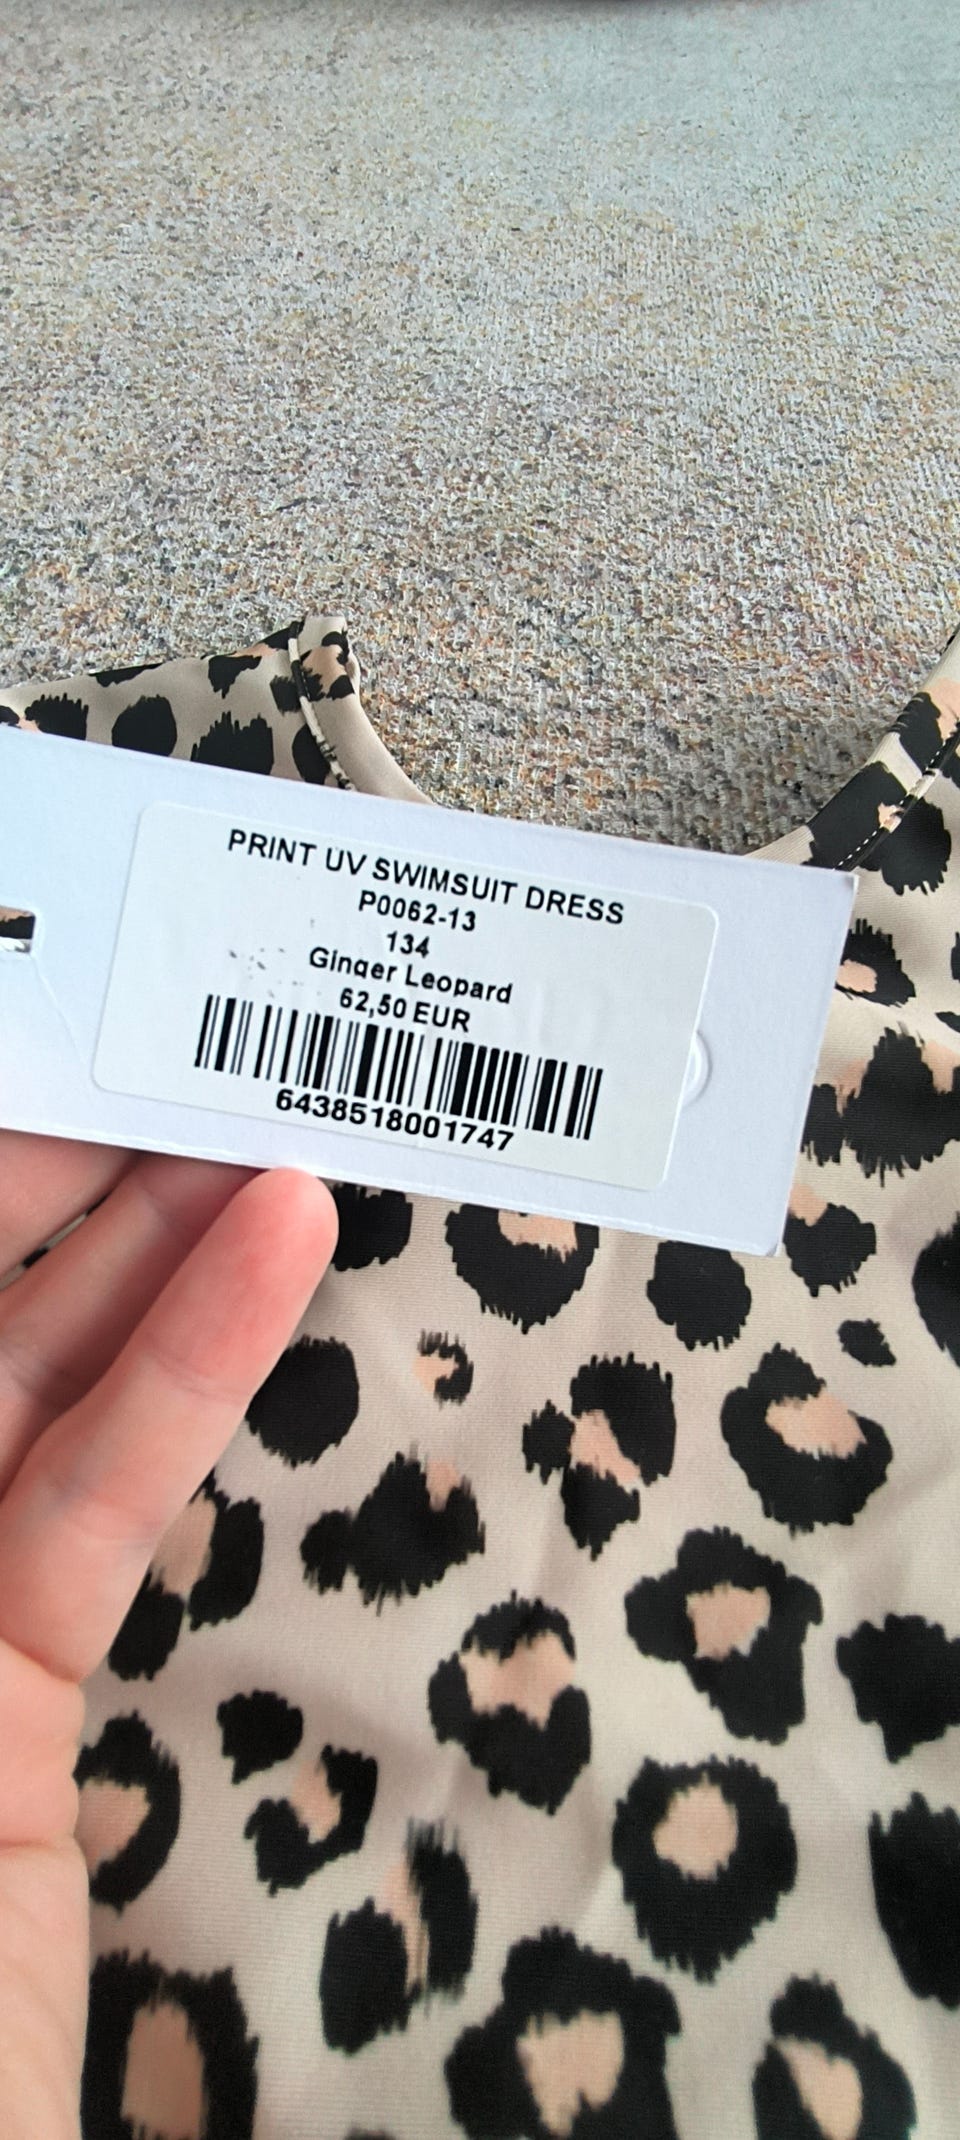 PRINT UV SWIMSUIT DRESS
P0062-13
134
Ginger Leopard
62,50 EUR
6438518001747